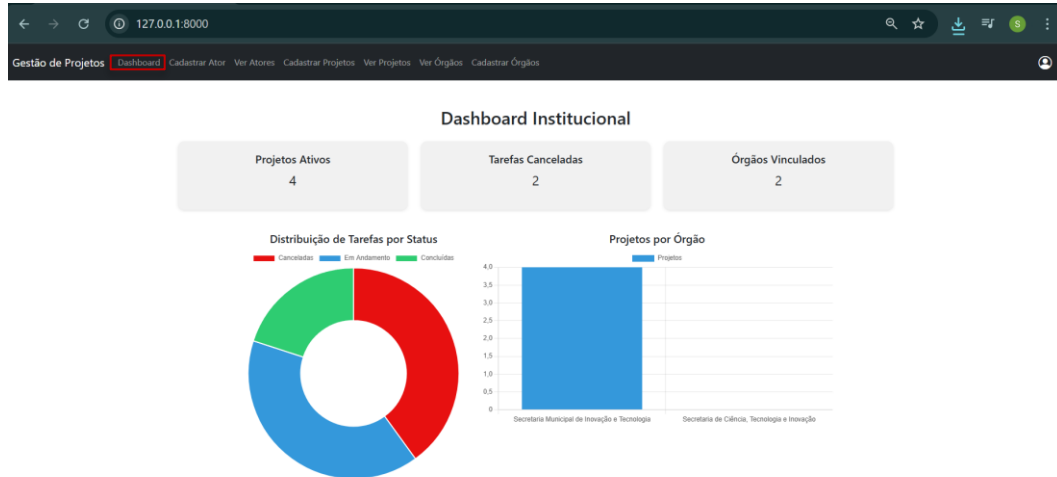 127.0.0.1:8000
S
Gestão de Projetos Dashboard Cadastrar Ator Ver Atores Cadastrar Projetos Ver Projetos Ver Órgãos Cadastrar Órgãos
Dashboard Institucional
Projetos Ativos
4
Tarefas Canceladas
2
Órgãos Vinculados
2
Distribuição de Tarefas por Status
Canceladas Em Andamento Concluídas
Projetos por Órgão
Projetos
4,0
3,5
3,0
2,5
2,0
1,5
1,0
0,5
0
Secretaria Municipal de Inovação e Tecnologia
Secretaria de Ciência, Tecnologia e Inovação